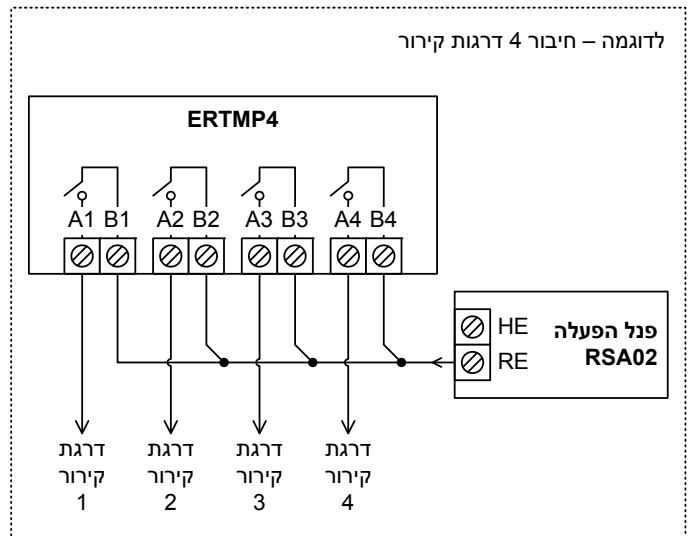 לדוגמה – חיבור 4 דרגות קירור
ERTMP4
A1 B1 A2 B2 A3 B3 A4 B4
HE
RE
פנל הפעלה
RSA02
דרגת
קירור
1
דרגת
קירור
2
דרגת
קירור
3
דרגת
קירור
4